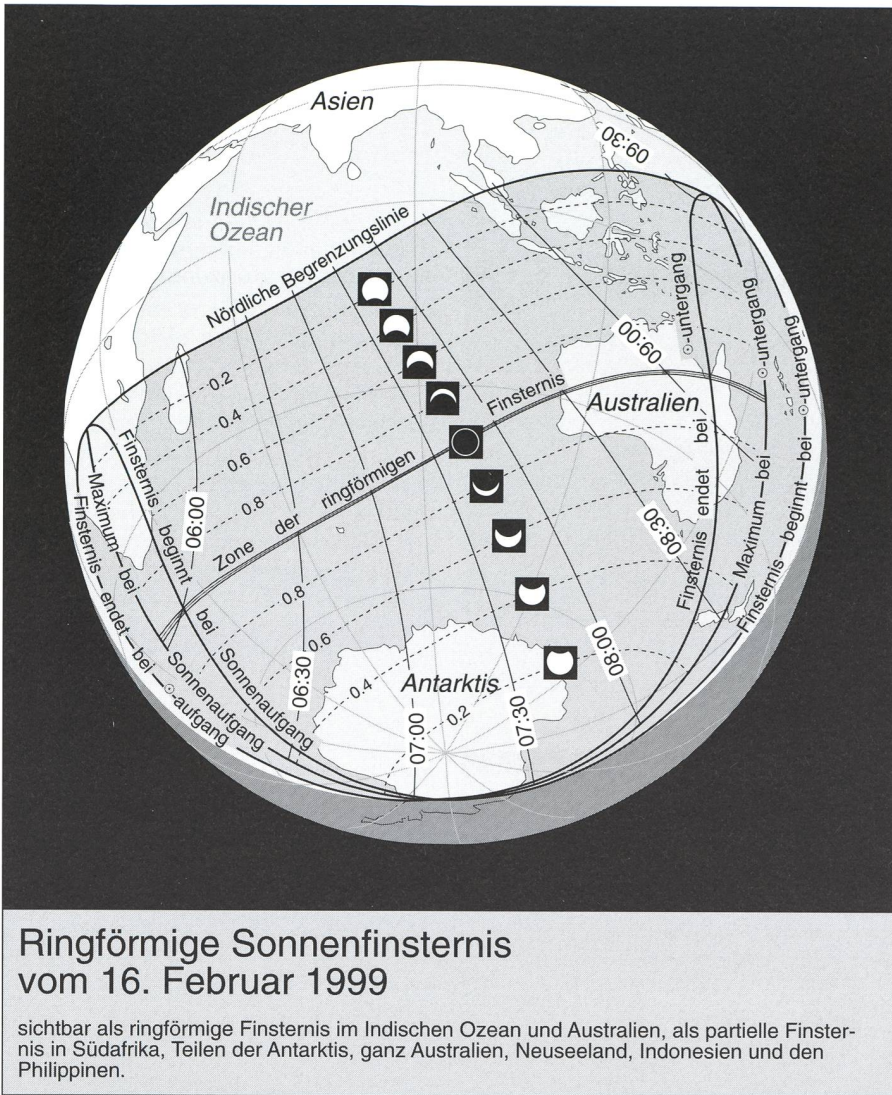 Asien
09:30
Indischer
Ozean
Nördliche Begrenzungslinie
☉-untergang
☉-untergang
☉-untergang
09:00
0.2
0.4
0.6
0.8
Finsternis
Australien
Zone der ringförmigen
Finsternis beginnt bei Sonnenaufgang
Maximum – bei Sonnenaufgang
Finsternis – endet – bei – ☉-aufgang
06:00
Finsternis endet bei
Maximum – bei –
Finsternis – beginnt – bei –
08:30
0.8
0.6
0.4
0.2
06:30
Antarktis
07:00
07:30
08:00
Ringförmige Sonnenfinsternis
vom 16. Februar 1999
sichtbar als ringförmige Finsternis im Indischen Ozean und Australien, als partielle Finster-
nis in Südafrika, Teilen der Antarktis, ganz Australien, Neuseeland, Indonesien und den
Philippinen.